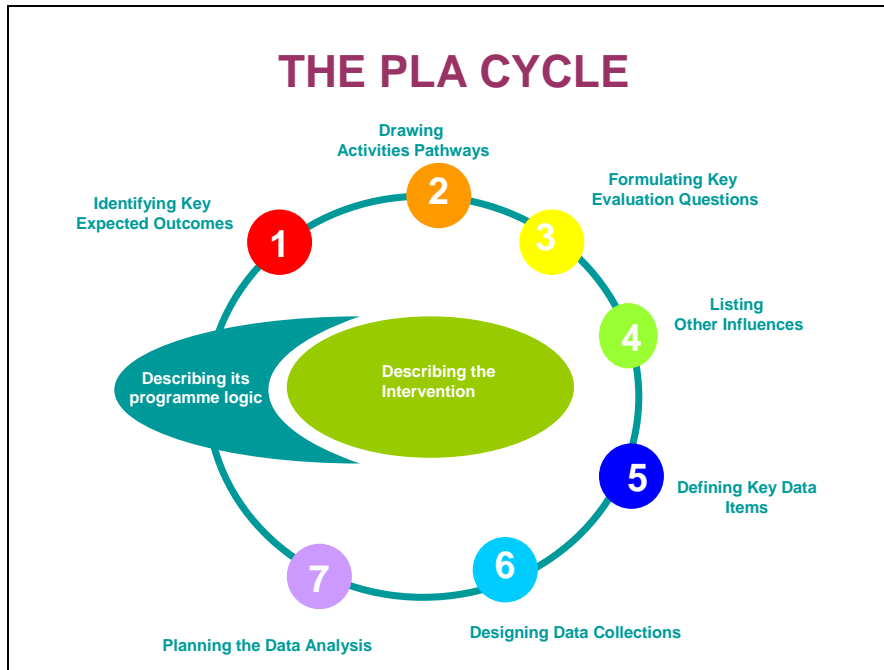 THE PLA CYCLE
Drawing
Activities Pathways
2
Identifying Key
Expected Outcomes
1
Formulating Key
Evaluation Questions
3
Listing
Other Influences
4
Describing its
programme logic
Describing the
Intervention
5
Defining Key Data
Items
6
Designing Data Collections
7
Planning the Data Analysis